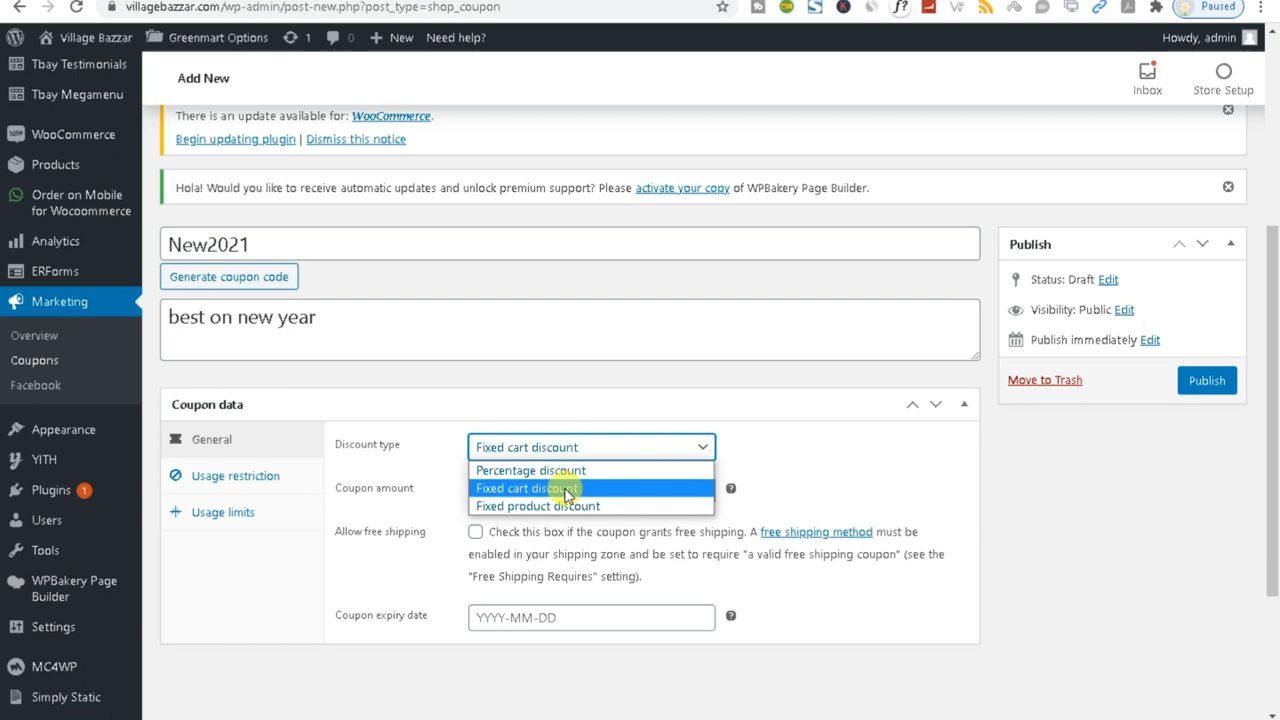 villagebazzar.com/wp-admin/post-new.php?post_type=shop_coupon
Paused
Village Bazzar
Greenmart Options
1
0
New
Need help?
Howdy, admin
Tbay Testimonials
Tbay Megamenu
WooCommerce
Products
Order on Mobile
for Wocoommerce
Analytics
ERForms
Marketing
Overview
Coupons
Facebook
Appearance
YITH
Plugins 1
Users
Tools
WPBakery Page
Builder
Settings
MC4WP
Simply Static
Add New
Inbox
Store Setup
There is an update available for: WooCommerce.
Begin updating plugin | Dismiss this notice
Hola! Would you like to receive automatic updates and unlock premium support? Please activate your copy of WPBakery Page Builder.
New2021
Generate coupon code
best on new year
Coupon data
General
Usage restriction
Usage limits
Discount type
Fixed cart discount
Percentage discount
Fixed cart discount
Fixed product discount
Coupon amount
Allow free shipping
Check this box if the coupon grants free shipping. A free shipping method must be
enabled in your shipping zone and be set to require "a valid free shipping coupon" (see the
"Free Shipping Requires" setting).
Coupon expiry date
YYYY-MM-DD
Publish
Status: Draft Edit
Visibility: Public Edit
Publish immediately Edit
Move to Trash
Publish